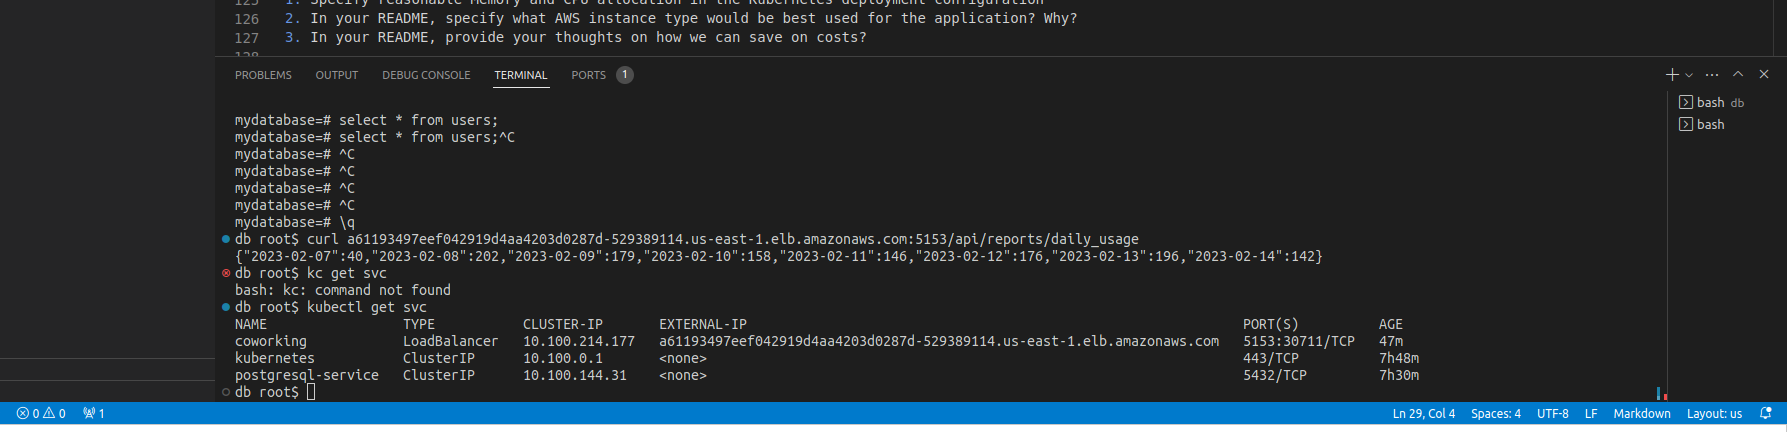 125 1. Specify reasonable Memory and CPU allocation in the Kubernetes deployment configuration
126 2. In your README, specify what AWS instance type would be best used for the application? Why?
127 3. In your README, provide your thoughts on how we can save on costs?
128
PROBLEMS OUTPUT DEBUG CONSOLE TERMINAL PORTS 1
bash db
bash
mydatabase=# select * from users;
mydatabase=# select * from users;^C
mydatabase=# ^C
mydatabase=# ^C
mydatabase=# ^C
mydatabase=# ^C
mydatabase=# \q
db root$ curl a61193497eef042919d4aa4203d0287d-529389114.us-east-1.elb.amazonaws.com:5153/api/reports/daily_usage
{"2023-02-07":40,"2023-02-08":202,"2023-02-09":179,"2023-02-10":158,"2023-02-11":146,"2023-02-12":176,"2023-02-13":196,"2023-02-14":142}
db root$ kc get svc
bash: kc: command not found
db root$ kubectl get svc
NAME TYPE CLUSTER-IP EXTERNAL-IP PORT(S) AGE
coworking LoadBalancer 10.100.214.177 a61193497eef042919d4aa4203d0287d-529389114.us-east-1.elb.amazonaws.com 5153:30711/TCP 47m
kubernetes ClusterIP 10.100.0.1 <none> 443/TCP 7h48m
postgresql-service ClusterIP 10.100.144.31 <none> 5432/TCP 7h30m
db root$
0 0 1 Ln 29, Col 4 Spaces: 4 UTF-8 LF Markdown Layout: us